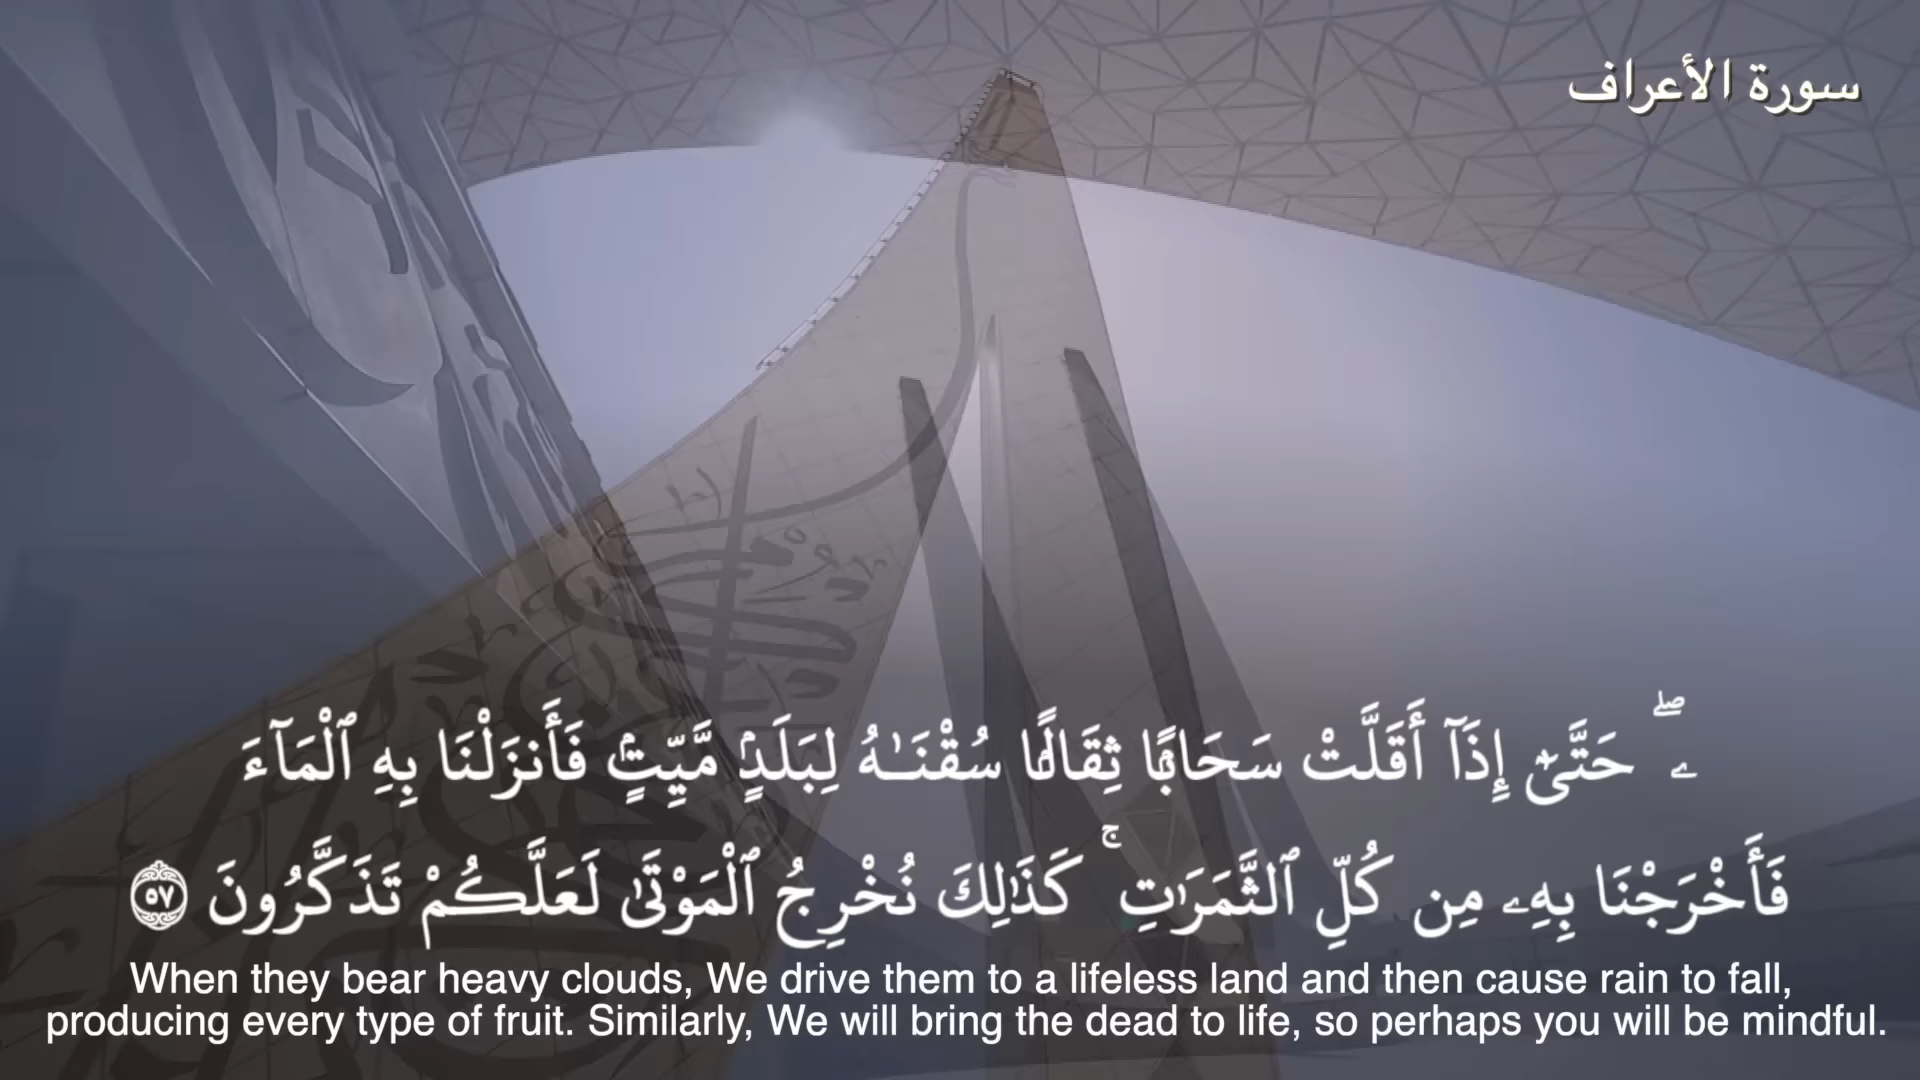 سورة الأعراف
ےۖ حَتَّىٰٓ إِذَآ أَقَلَّتْ سَحَابࣰا ثِقَالࣰا سُقْنَـٰهُ لِبَلَدࣲ مَّيِّتࣲ فَأَنزَلْنَا بِهِ ٱلْمَآءَ
فَأَخْرَجْنَا بِهِۦ مِن كُلِّ ٱلثَّمَرَٰتِۚ كَذَٰلِكَ نُخْرِجُ ٱلْمَوْتَىٰ لَعَلَّكُمْ تَذَكَّرُونَ ٥٧
When they bear heavy clouds, We drive them to a lifeless land and then cause rain to fall,
producing every type of fruit. Similarly, We will bring the dead to life, so perhaps you will be mindful.